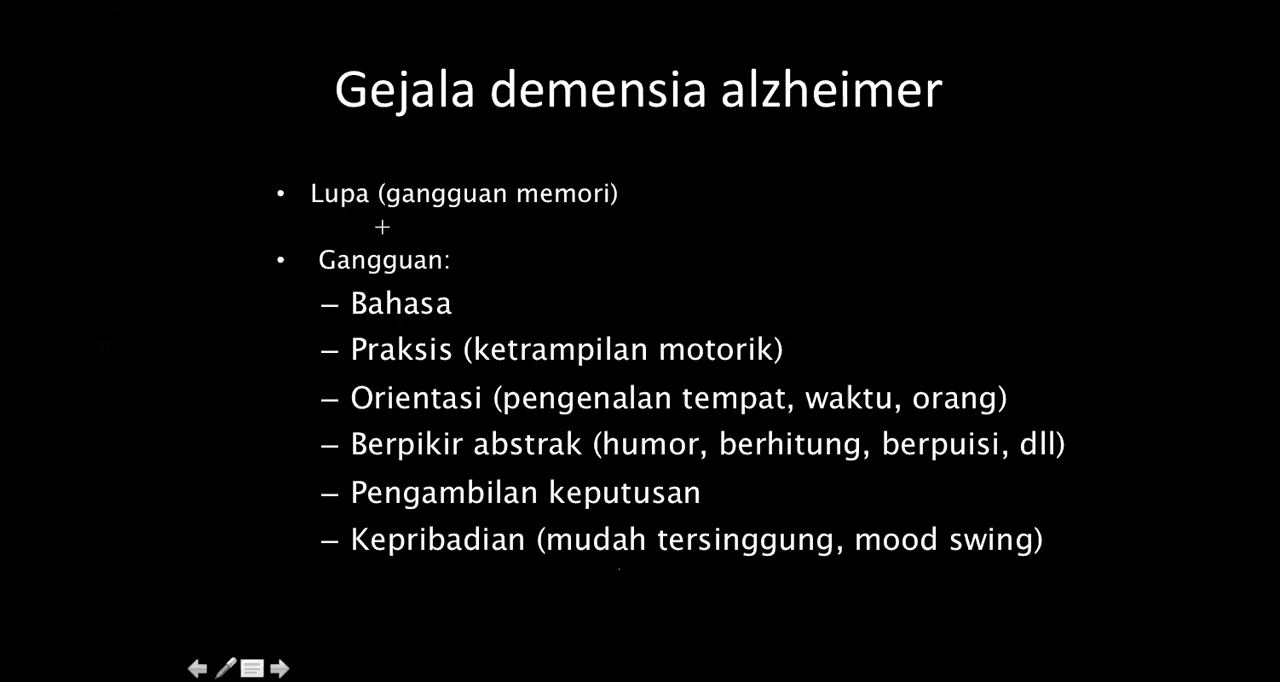 Gejala demensia alzheimer
• Lupa (gangguan memori)
+
• Gangguan:
– Bahasa
– Praksis (ketrampilan motorik)
– Orientasi (pengenalan tempat, waktu, orang)
– Berpikir abstrak (humor, berhitung, berpuisi, dll)
– Pengambilan keputusan
– Kepribadian (mudah tersinggung, mood swing)